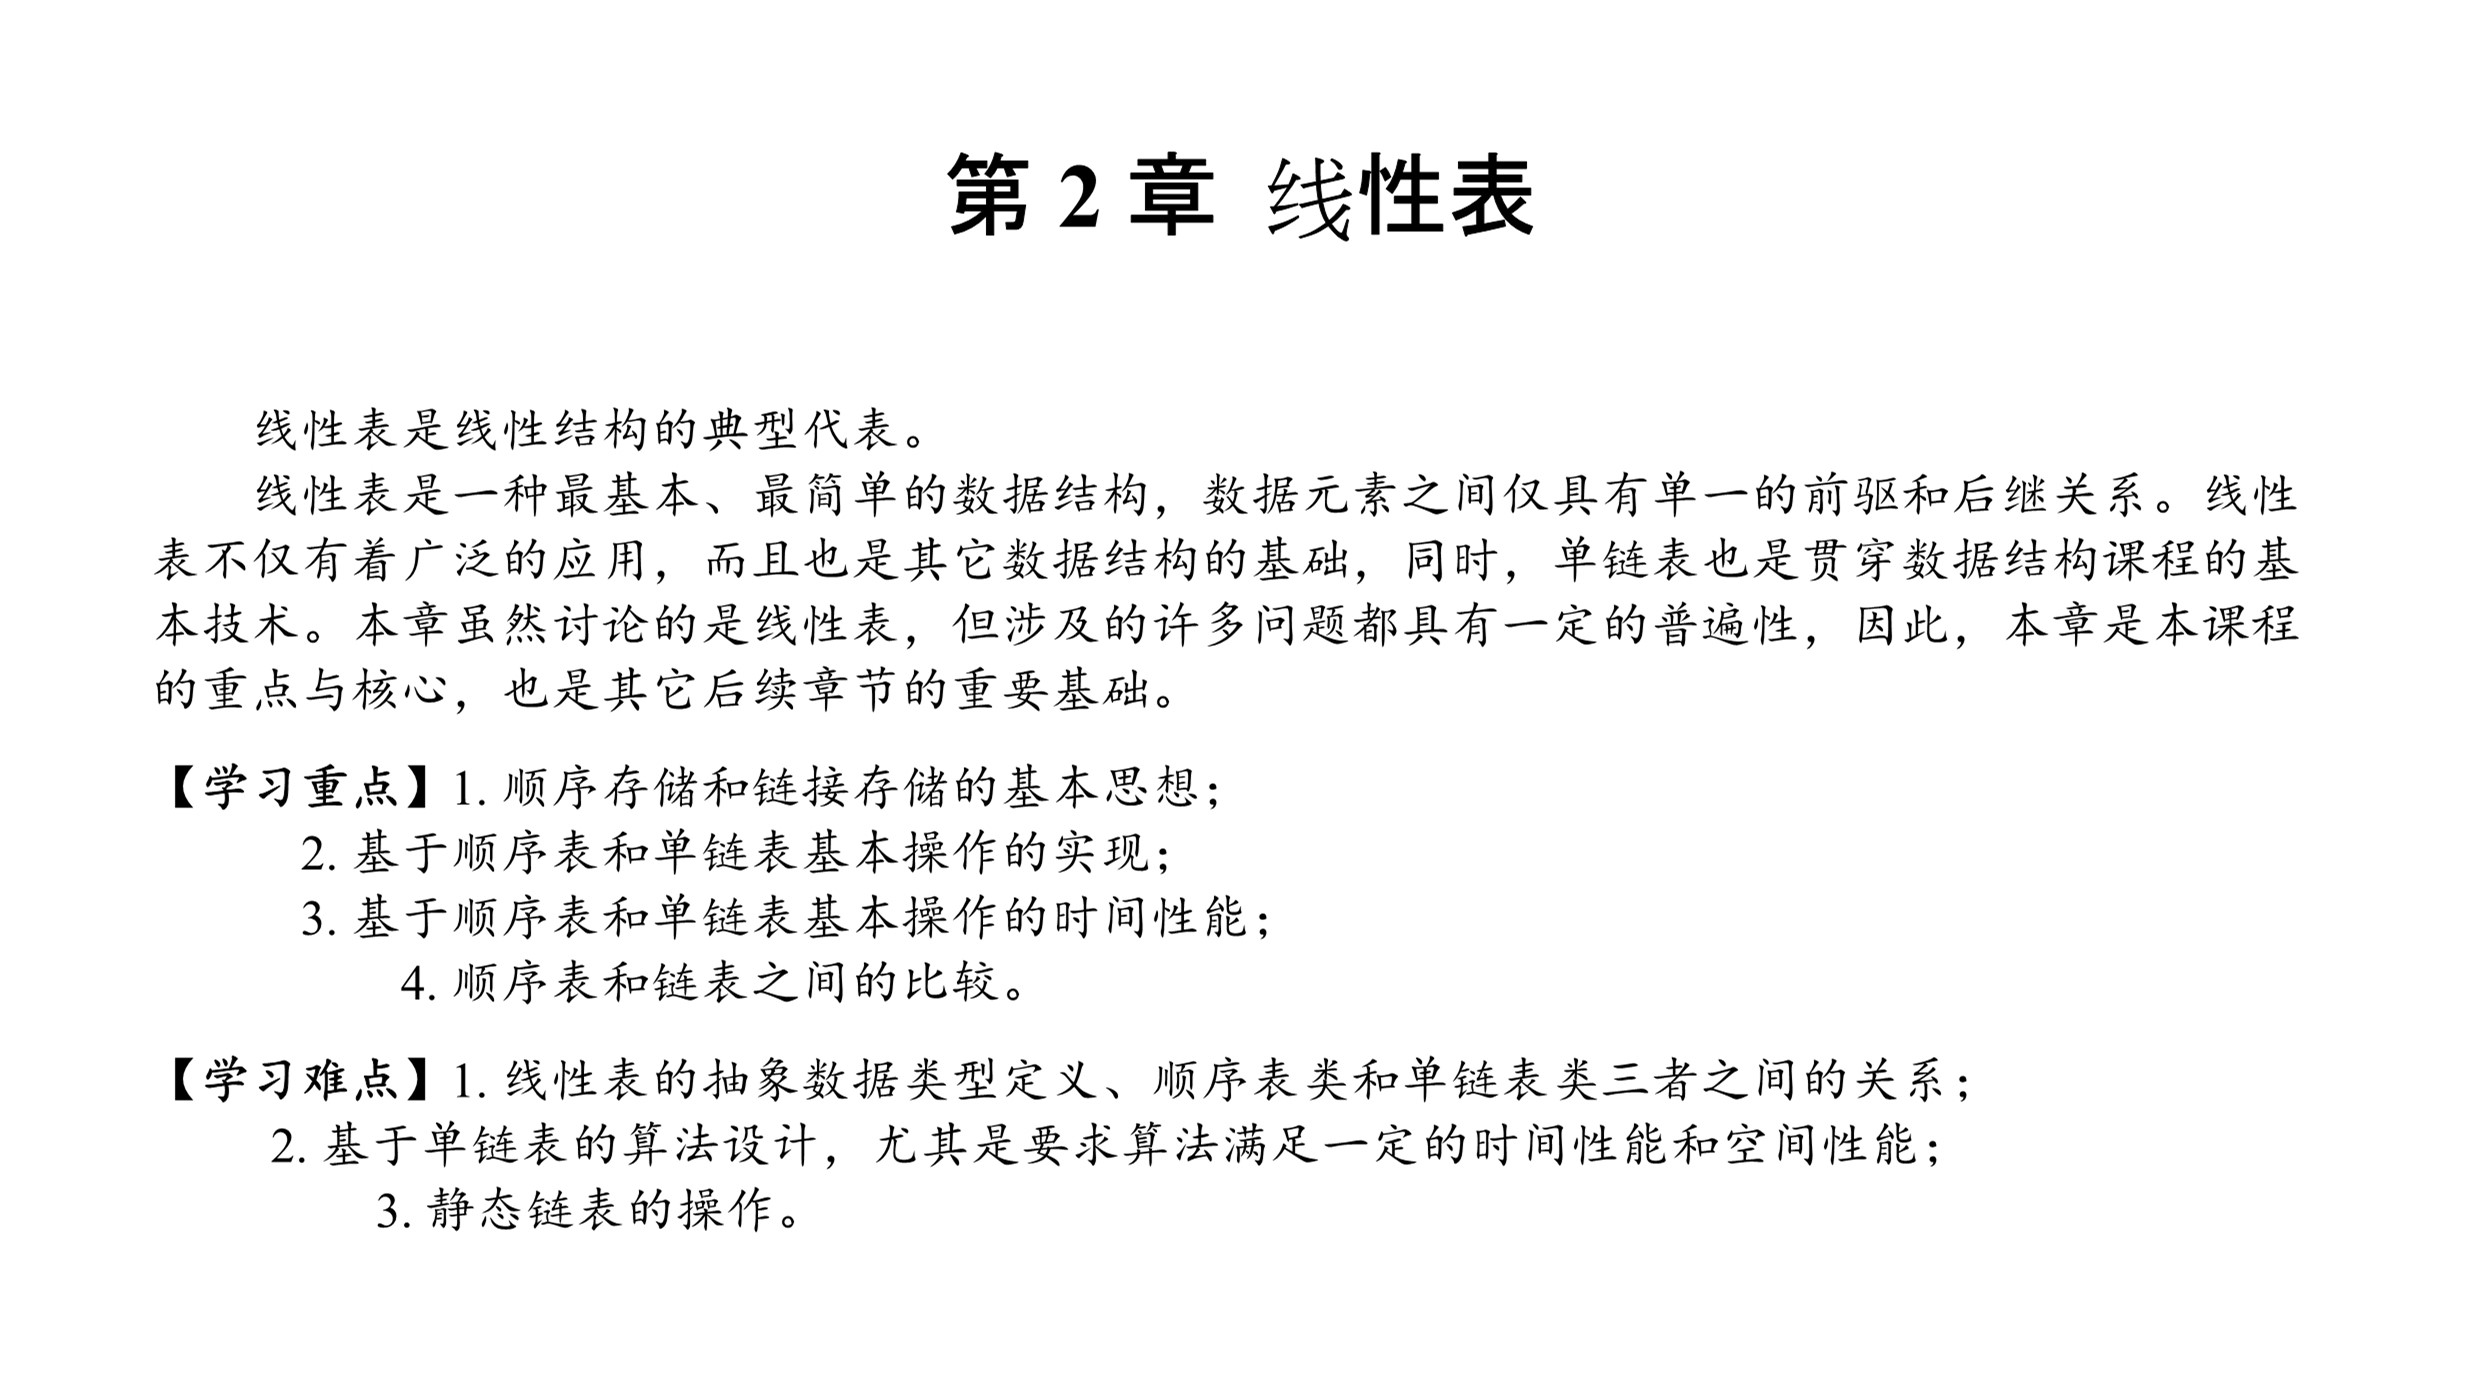 第 2 章 线性表
线性表是线性结构的典型代表。
线性表是一种最基本、最简单的数据结构，数据元素之间仅具有单一的前驱和后继关系。线性
表不仅有着广泛的应用，而且也是其它数据结构的基础，同时，单链表也是贯穿数据结构课程的基
本技术。本章虽然讨论的是线性表，但涉及的许多问题都具有一定的普遍性，因此，本章是本课程
的重点与核心，也是其它后续章节的重要基础。
【学习重点】1. 顺序存储和链接存储的基本思想；
2. 基于顺序表和单链表基本操作的实现；
3. 基于顺序表和单链表基本操作的时间性能；
4. 顺序表和链表之间的比较。
【学习难点】1. 线性表的抽象数据类型定义、顺序表类和单链表类三者之间的关系；
2. 基于单链表的算法设计，尤其是要求算法满足一定的时间性能和空间性能；
3. 静态链表的操作。